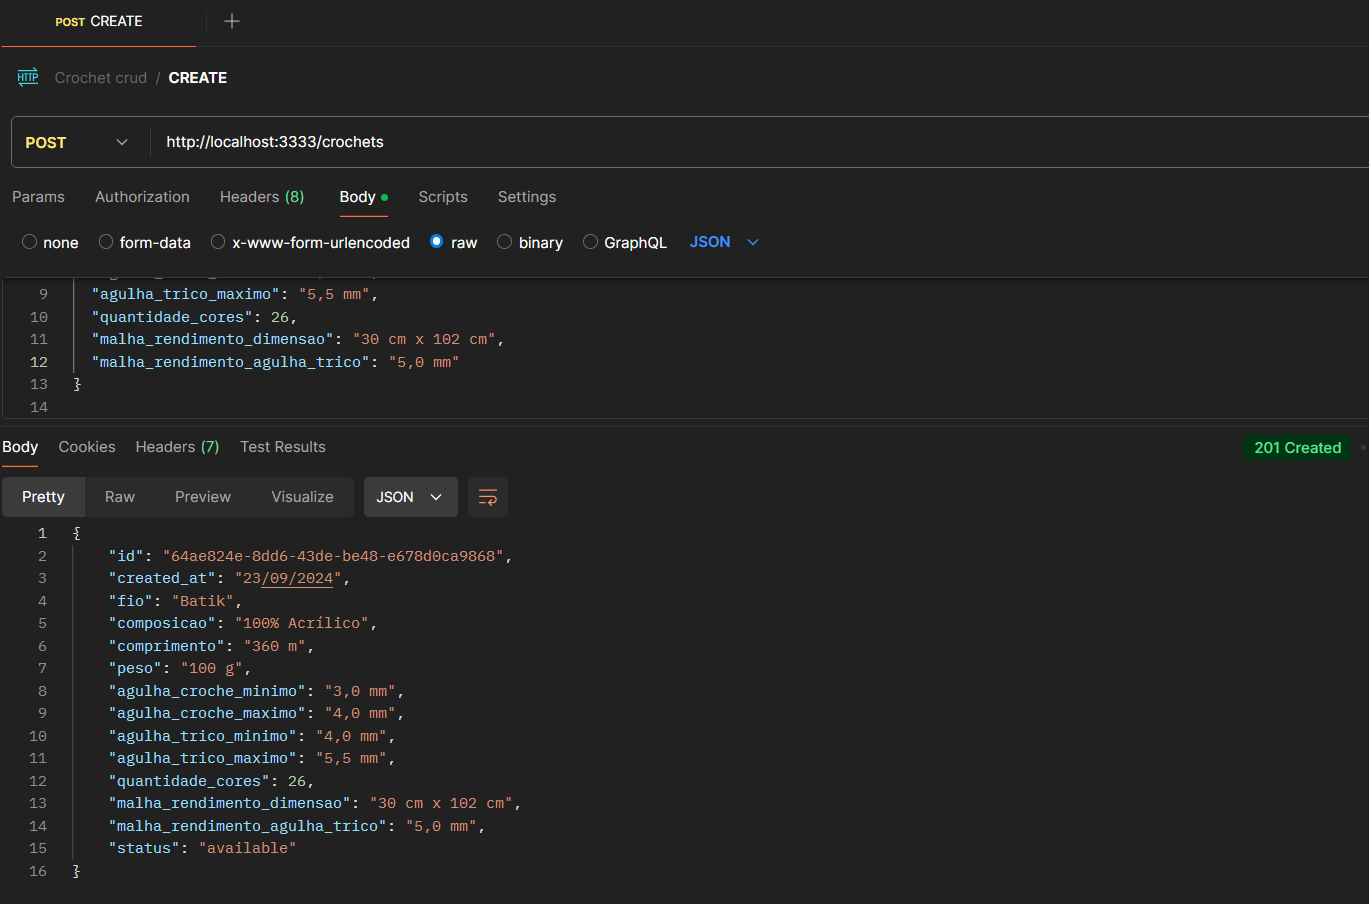 POST CREATE
HTTP Crochet crud / CREATE
POST http://localhost:3333/crochets
Params Authorization Headers (8) Body Scripts Settings
none form-data x-www-form-urlencoded raw binary GraphQL JSON
9 "agulha_trico_maximo": "5,5 mm",
10 "quantidade_cores": 26,
11 "malha_rendimento_dimensao": "30 cm x 102 cm",
12 "malha_rendimento_agulha_trico": "5,0 mm"
13 }
14
Body Cookies Headers (7) Test Results 201 Created
Pretty Raw Preview Visualize JSON
1 {
2 "id": "64ae824e-8dd6-43de-be48-e678d0ca9868",
3 "created_at": "23/09/2024",
4 "fio": "Batik",
5 "composicao": "100% Acrílico",
6 "comprimento": "360 m",
7 "peso": "100 g",
8 "agulha_croche_minimo": "3,0 mm",
9 "agulha_croche_maximo": "4,0 mm",
10 "agulha_trico_minimo": "4,0 mm",
11 "agulha_trico_maximo": "5,5 mm",
12 "quantidade_cores": 26,
13 "malha_rendimento_dimensao": "30 cm x 102 cm",
14 "malha_rendimento_agulha_trico": "5,0 mm",
15 "status": "available"
16 }